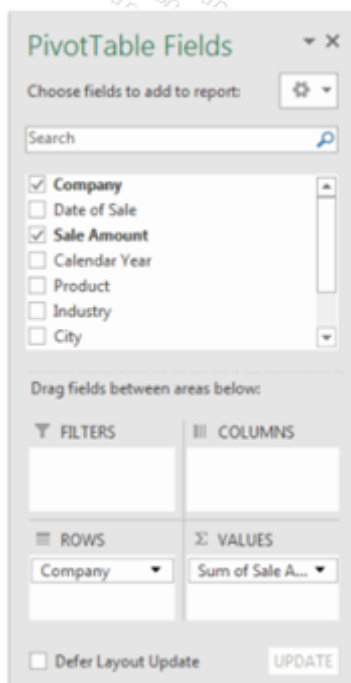 PivotTable Fields
Choose fields to add to report:
Search
Company
Date of Sale
Sale Amount
Calendar Year
Product
Industry
City
Drag fields between areas below:
FILTERS
COLUMNS
ROWS
Σ VALUES
Company
Sum of Sale A...
Defer Layout Update
UPDATE